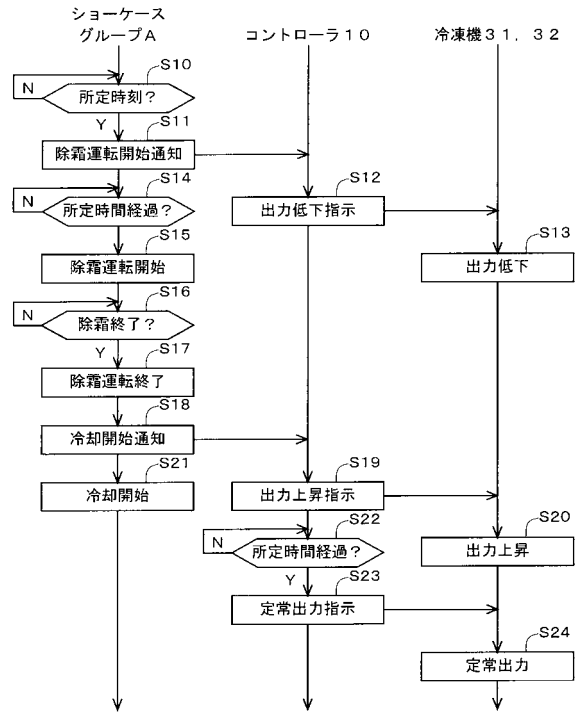 ショーケース
グループA
コントローラ10
冷凍機31，32
S10
N
所定時刻？
Y
S11
除霜運転開始通知
S14
N
所定時間経過？
S12
出力低下指示
S15
除霜運転開始
S13
出力低下
S16
N
除霜終了？
Y
S17
除霜運転終了
S18
冷却開始通知
S21
冷却開始
S19
出力上昇指示
S22
N
所定時間経過？
Y
S20
出力上昇
S23
定常出力指示
S24
定常出力